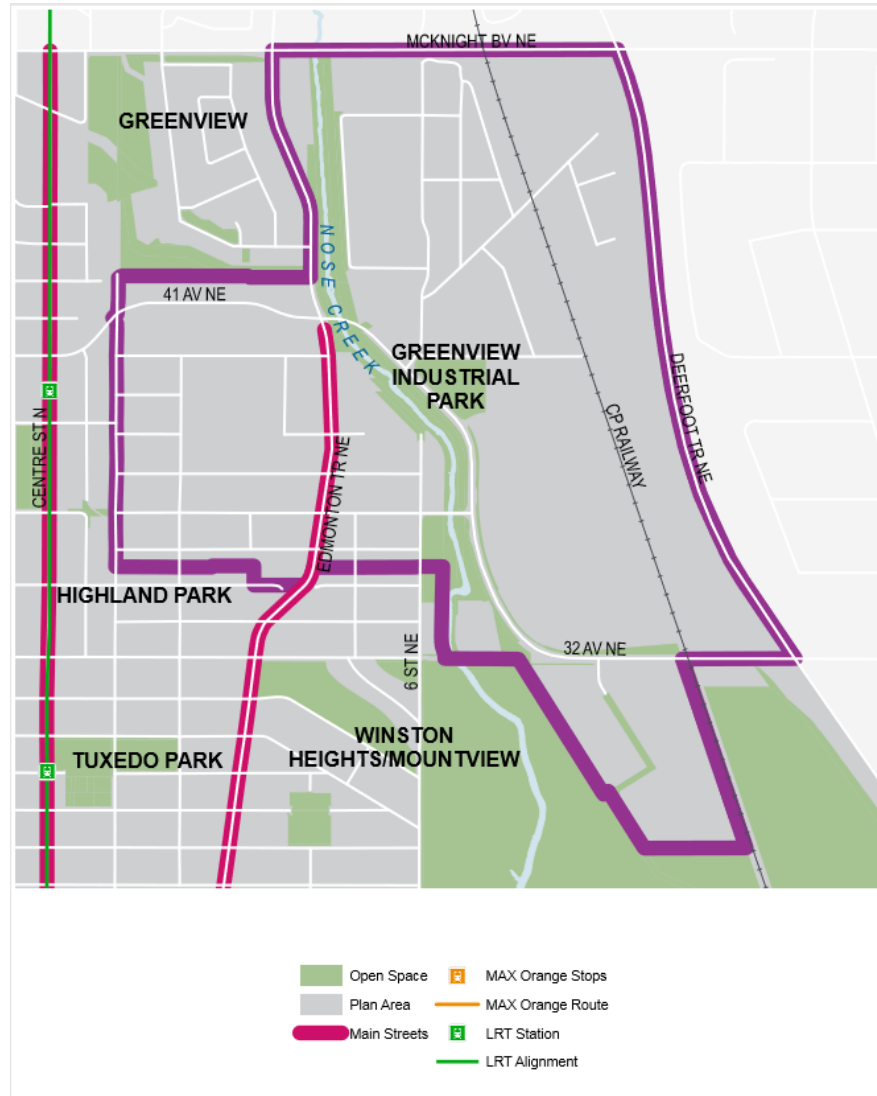 MCKNIGHT BV NE
GREENVIEW
NOSE CREEK
41 AV NE
GREENVIEW
INDUSTRIAL
PARK
DEERFOOT TR NE
CP RAILWAY
CENTRE ST N
EDMONTON TR NE
HIGHLAND PARK
6 ST NE
32 AV NE
WINSTON
HEIGHTS/MOUNTVIEW
TUXEDO PARK
Open Space
MAX Orange Stops
Plan Area
MAX Orange Route
Main Streets
LRT Station
LRT Alignment